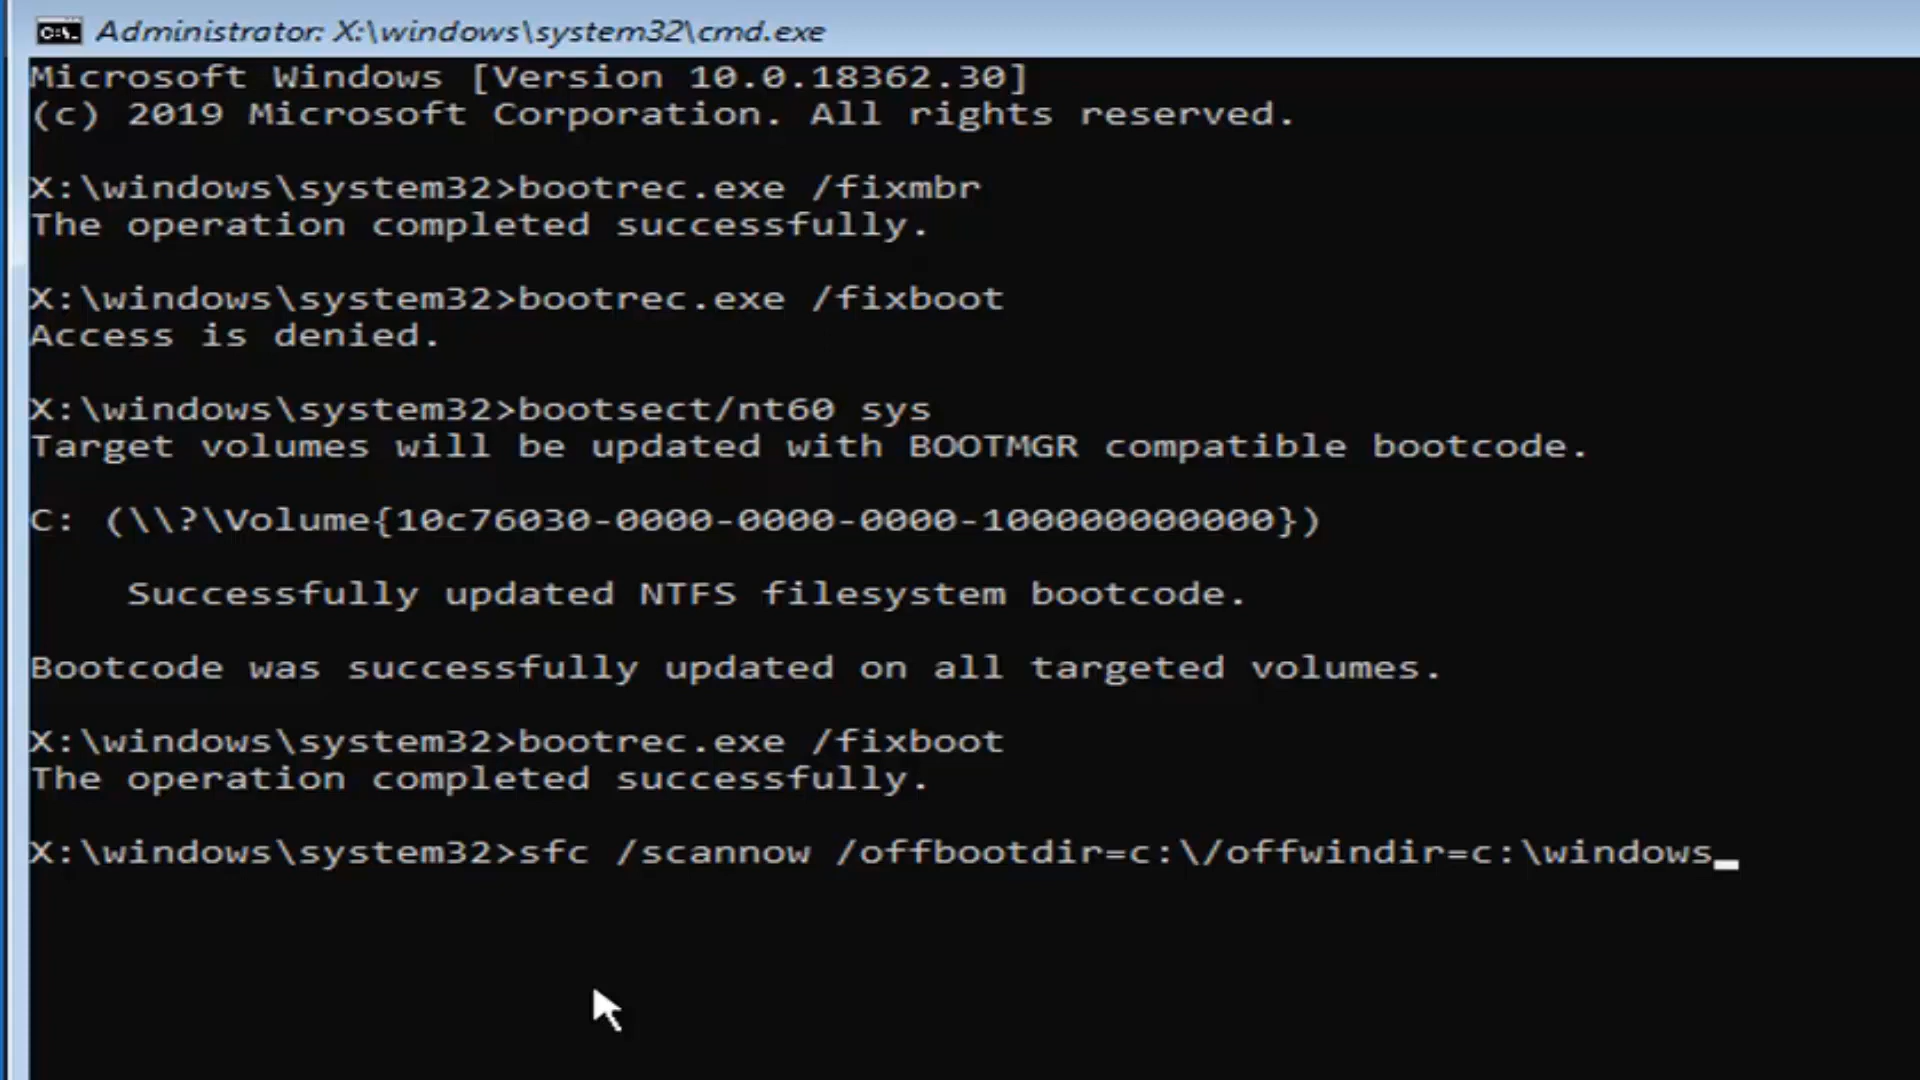 Administrator: X:\windows\system32\cmd.exe
Microsoft Windows [Version 10.0.18362.30]
(c) 2019 Microsoft Corporation. All rights reserved.
X:\windows\system32>bootrec.exe /fixmbr
The operation completed successfully.
X:\windows\system32>bootrec.exe /fixboot
Access is denied.
X:\windows\system32>bootsect/nt60 sys
Target volumes will be updated with BOOTMGR compatible bootcode.
C: (\\?\Volume{10c76030-0000-0000-0000-100000000000})
Successfully updated NTFS filesystem bootcode.
Bootcode was successfully updated on all targeted volumes.
X:\windows\system32>bootrec.exe /fixboot
The operation completed successfully.
X:\windows\system32>sfc /scannow /offbootdir=c:\/offwindir=c:\windows